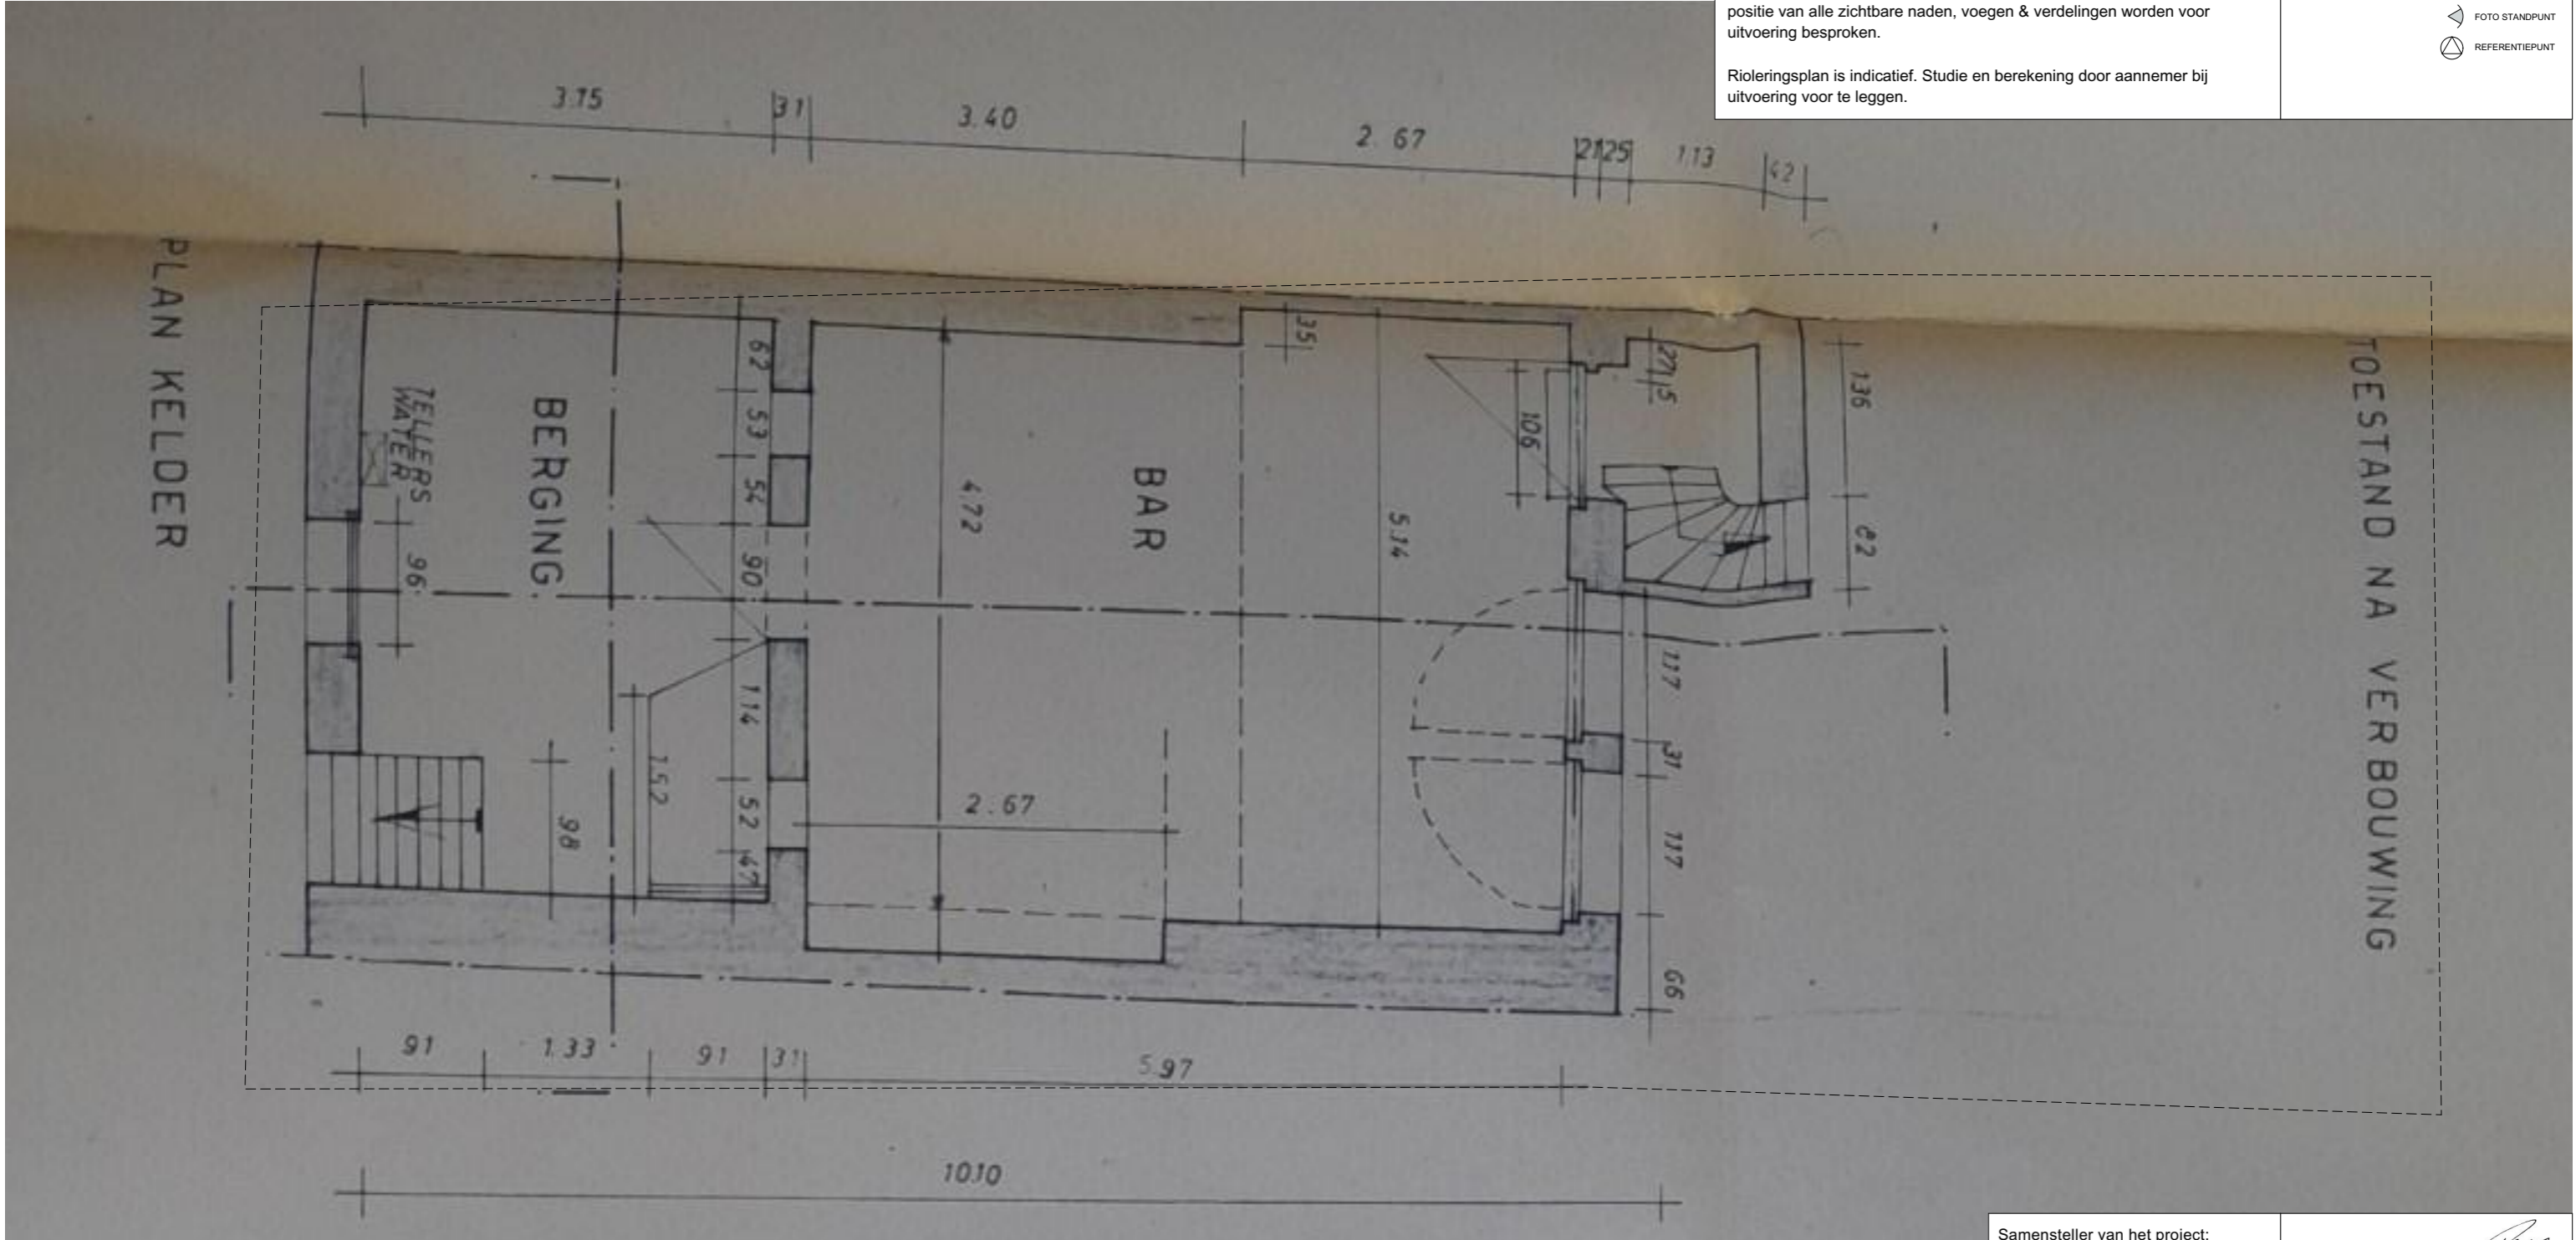 positie van alle zichtbare naden, voegen & verdelingen worden voor
uitvoering besproken.
Rioleringsplan is indicatief. Studie en berekening door aannemer bij
uitvoering voor te leggen.
FOTO STANDPUNT
REFERENTIEPUNT
3.15
31
3.40
2.67
21
25
1.13
42
PLAN KELDER
TELLERS
WATER
BERGING
BAR
TOESTAND NA VERBOUWING
62
53
54
90
1.14
52
47
96
98
1.52
4.72
2.67
35
5.14
106
27
15
136
82
117
31
117
66
91
1.33
91
31
5.97
10.10
Samensteller van het project: